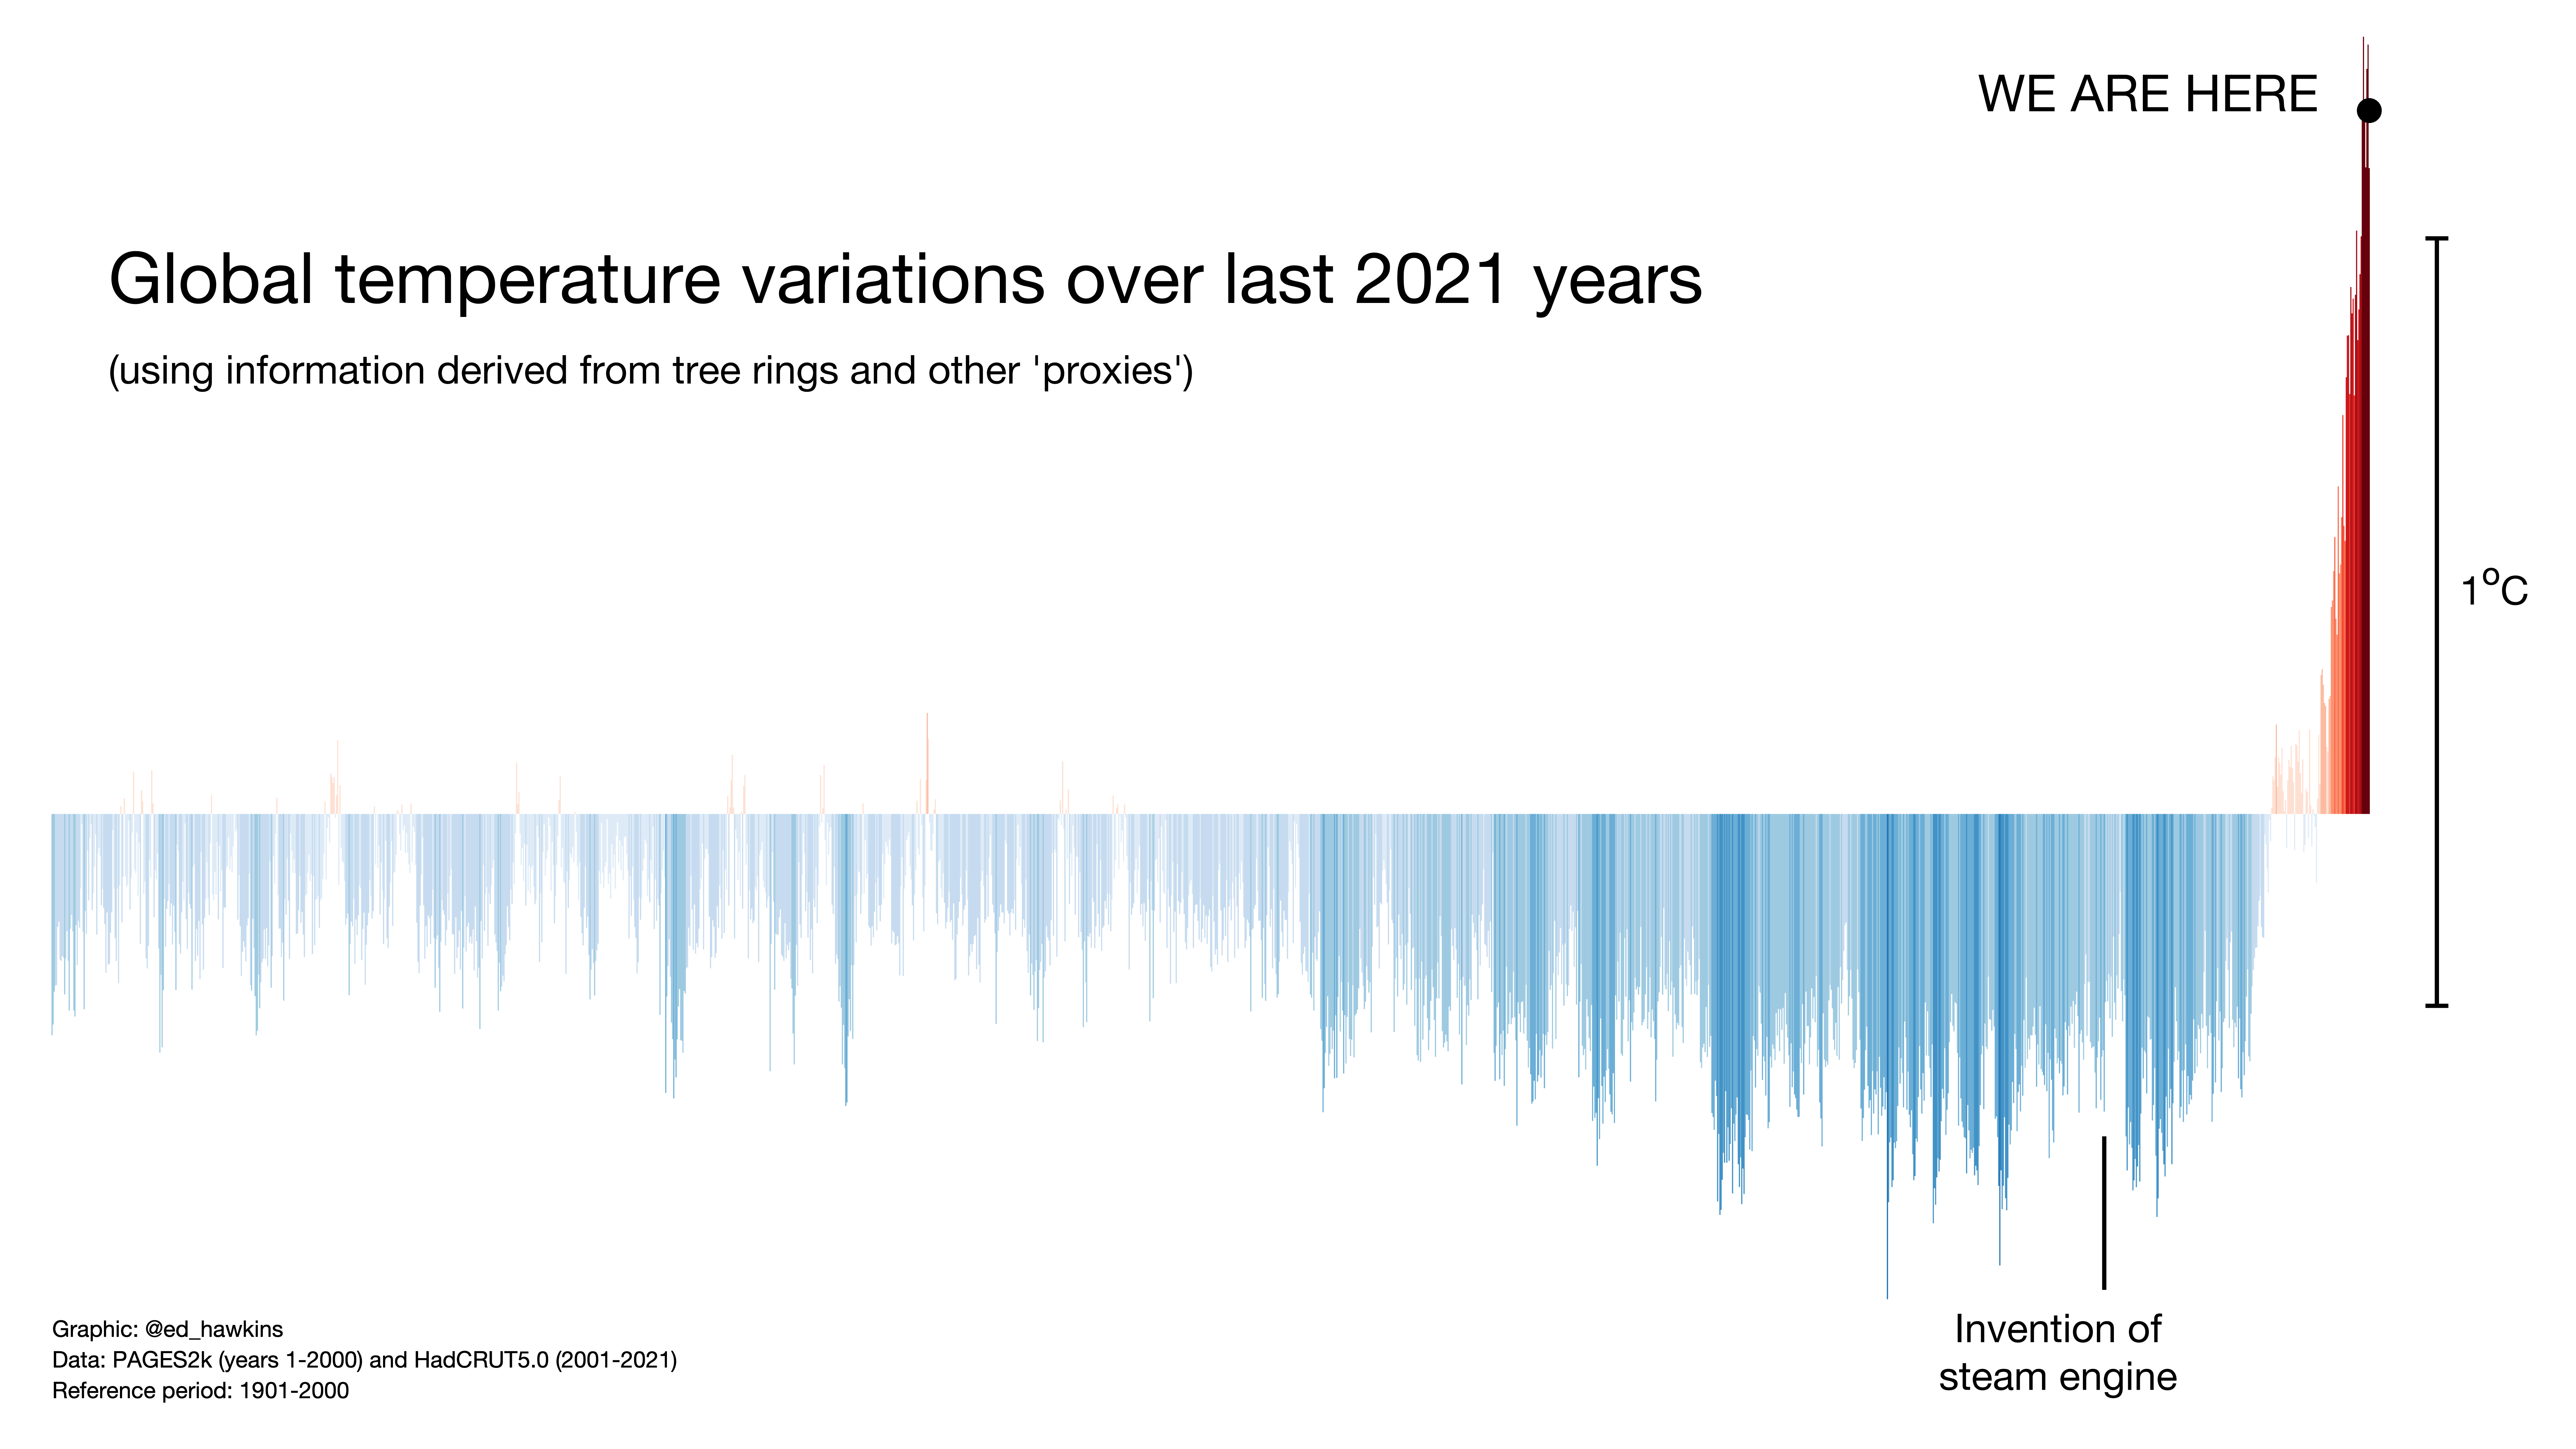 WE ARE HERE
Global temperature variations over last 2021 years
(using information derived from tree rings and other 'proxies')
1ºC
Invention of
steam engine
Graphic: @ed_hawkins
Data: PAGES2k (years 1-2000) and HadCRUT5.0 (2001-2021)
Reference period: 1901-2000